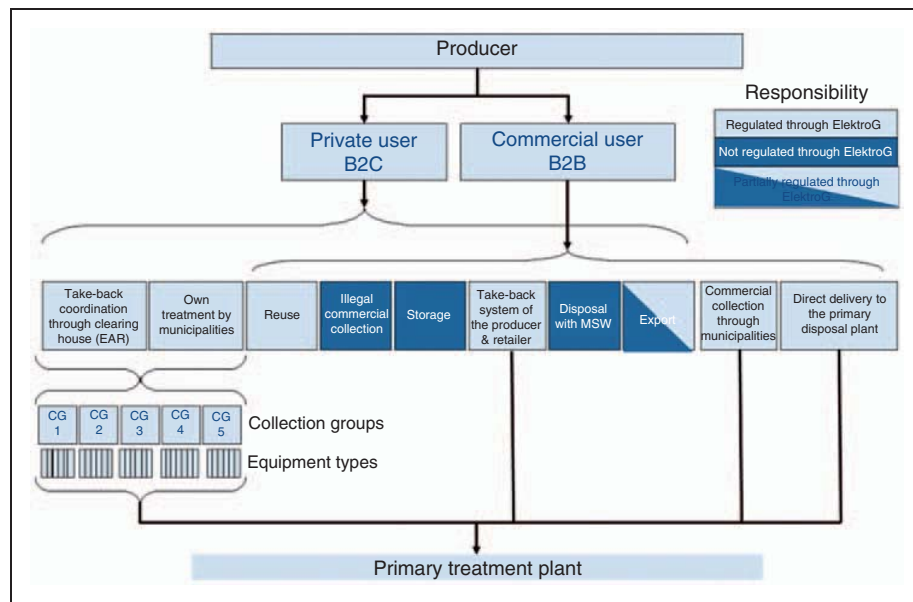 Producer
Responsibility
Regulated through ElektroG
Not regulated through ElektroG
Partially regulated through
ElektroG
Private user
B2C
Commercial user
B2B
Take-back
coordination
through clearing
house (EAR)
Own
treatment by
municipalities
Reuse
Illegal
commercial
collection
Storage
Take-back
system of
the producer
& retailer
Disposal
with MSW
Export
Commercial
collection
through
municipalities
Direct delivery to
the primary
disposal plant
CG
1
CG
2
CG
3
CG
4
CG
5
Collection groups
Equipment types
Primary treatment plant